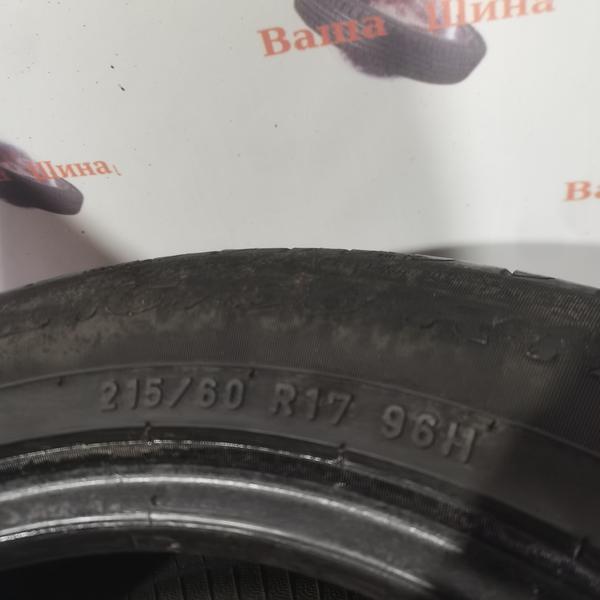 Ваша Шина
Шина
Ва
215/60 R17 96H